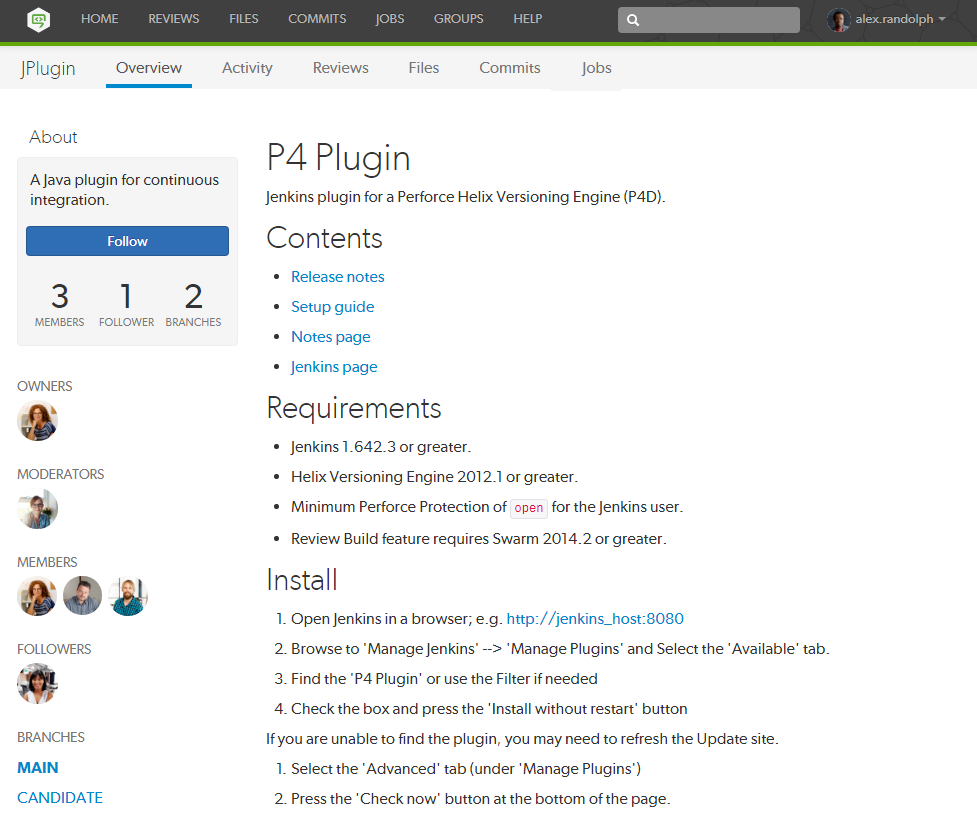 HOME REVIEWS FILES COMMITS JOBS GROUPS HELP alex.randolph
JPlugin Overview Activity Reviews Files Commits Jobs
About
A Java plugin for continuous
integration.
Follow
3 1 2
MEMBERS FOLLOWER BRANCHES
OWNERS
MODERATORS
MEMBERS
FOLLOWERS
BRANCHES
MAIN
CANDIDATE
P4 Plugin
Jenkins plugin for a Perforce Helix Versioning Engine (P4D).
Contents
• Release notes
• Setup guide
• Notes page
• Jenkins page
Requirements
• Jenkins 1.642.3 or greater.
• Helix Versioning Engine 2012.1 or greater.
• Minimum Perforce Protection of open for the Jenkins user.
• Review Build feature requires Swarm 2014.2 or greater.
Install
1. Open Jenkins in a browser; e.g. http://jenkins_host:8080
2. Browse to 'Manage Jenkins' --> 'Manage Plugins' and Select the 'Available' tab.
3. Find the 'P4 Plugin' or use the Filter if needed
4. Check the box and press the 'Install without restart' button
If you are unable to find the plugin, you may need to refresh the Update site.
1. Select the 'Advanced' tab (under 'Manage Plugins')
2. Press the 'Check now' button at the bottom of the page.